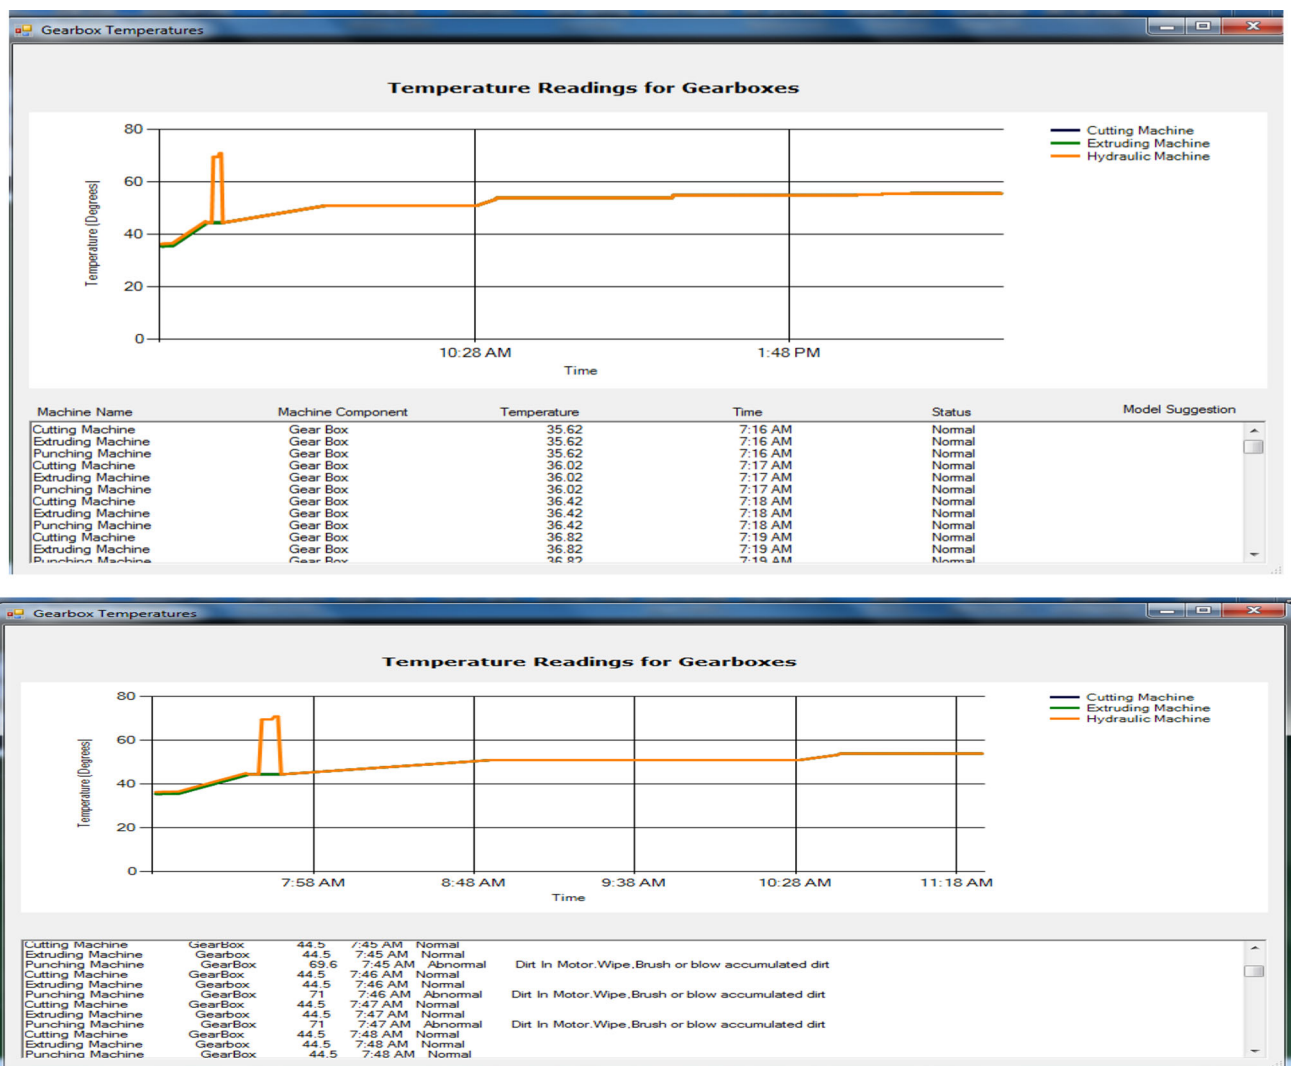 Gearbox Temperatures
Temperature Readings for Gearboxes
80
60
40
20
0
Temperature (Degrees)
10:28 AM 1:48 PM
Time
Cutting Machine
Extruding Machine
Hydraulic Machine
Machine Name Machine Component Temperature Time Status Model Suggestion
Cutting Machine Gear Box 35.62 7:16 AM Normal
Extruding Machine Gear Box 35.62 7:16 AM Normal
Punching Machine Gear Box 35.62 7:16 AM Normal
Cutting Machine Gear Box 36.02 7:17 AM Normal
Extruding Machine Gear Box 36.02 7:17 AM Normal
Punching Machine Gear Box 36.02 7:17 AM Normal
Cutting Machine Gear Box 36.42 7:18 AM Normal
Extruding Machine Gear Box 36.42 7:18 AM Normal
Punching Machine Gear Box 36.42 7:18 AM Normal
Cutting Machine Gear Box 36.82 7:19 AM Normal
Extruding Machine Gear Box 36.82 7:19 AM Normal
Punching Machine Gear Box 36.82 7:19 AM Normal
Gearbox Temperatures
Temperature Readings for Gearboxes
80
60
40
20
0
Temperature (Degrees)
7:58 AM 8:48 AM 9:38 AM 10:28 AM 11:18 AM
Time
Cutting Machine
Extruding Machine
Hydraulic Machine
Cutting Machine GearBox 44.5 7:45 AM Normal
Extruding Machine Gearbox 44.5 7:45 AM Normal
Punching Machine GearBox 69.6 7:45 AM Abnormal Dirt In Motor.Wipe,Brush or blow accumulated dirt
Cutting Machine GearBox 44.5 7:46 AM Normal
Extruding Machine Gearbox 44.5 7:46 AM Normal
Punching Machine GearBox 71 7:46 AM Abnormal Dirt In Motor.Wipe,Brush or blow accumulated dirt
Cutting Machine GearBox 44.5 7:47 AM Normal
Extruding Machine Gearbox 44.5 7:47 AM Normal
Punching Machine GearBox 71 7:47 AM Abnormal Dirt In Motor.Wipe,Brush or blow accumulated dirt
Cutting Machine GearBox 44.5 7:48 AM Normal
Extruding Machine Gearbox 44.5 7:48 AM Normal
Punching Machine GearBox 44.5 7:48 AM Normal